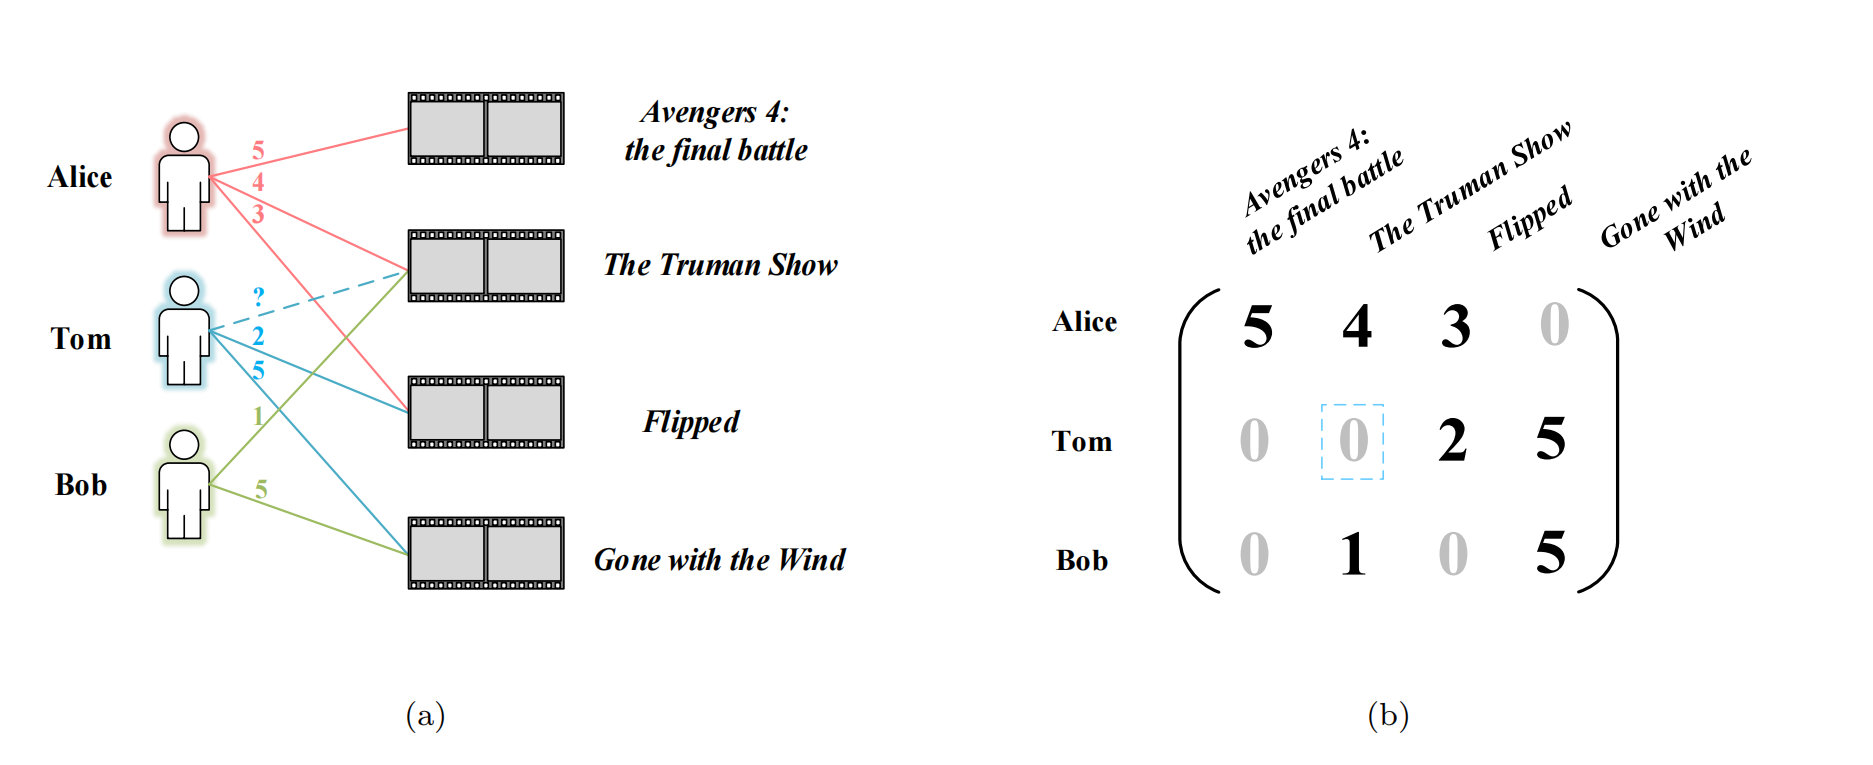 Alice
Tom
Bob
5
4
3
?
2
5
1
5
Avengers 4:
the final battle
The Truman Show
Flipped
Gone with the Wind
(a)
Avengers 4:
the final battle
The Truman Show
Flipped
Gone with the
Wind
Alice 5 4 3 0
Tom 0 0 2 5
Bob 0 1 0 5
(b)